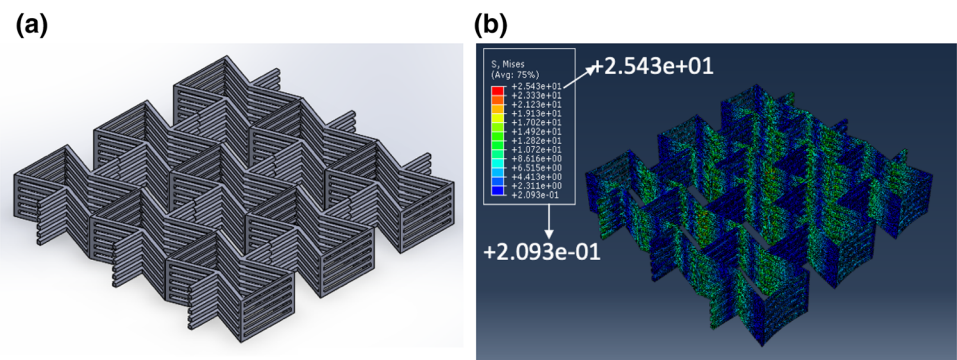 (a)
(b)
S, Mises
(Avg: 75%)
+2.543e+01
+2.333e+01
+2.123e+01
+1.913e+01
+1.702e+01
+1.492e+01
+1.282e+01
+1.072e+01
+8.616e+00
+6.515e+00
+4.413e+00
+2.311e+00
+2.093e-01
+2.543e+01
+2.093e-01